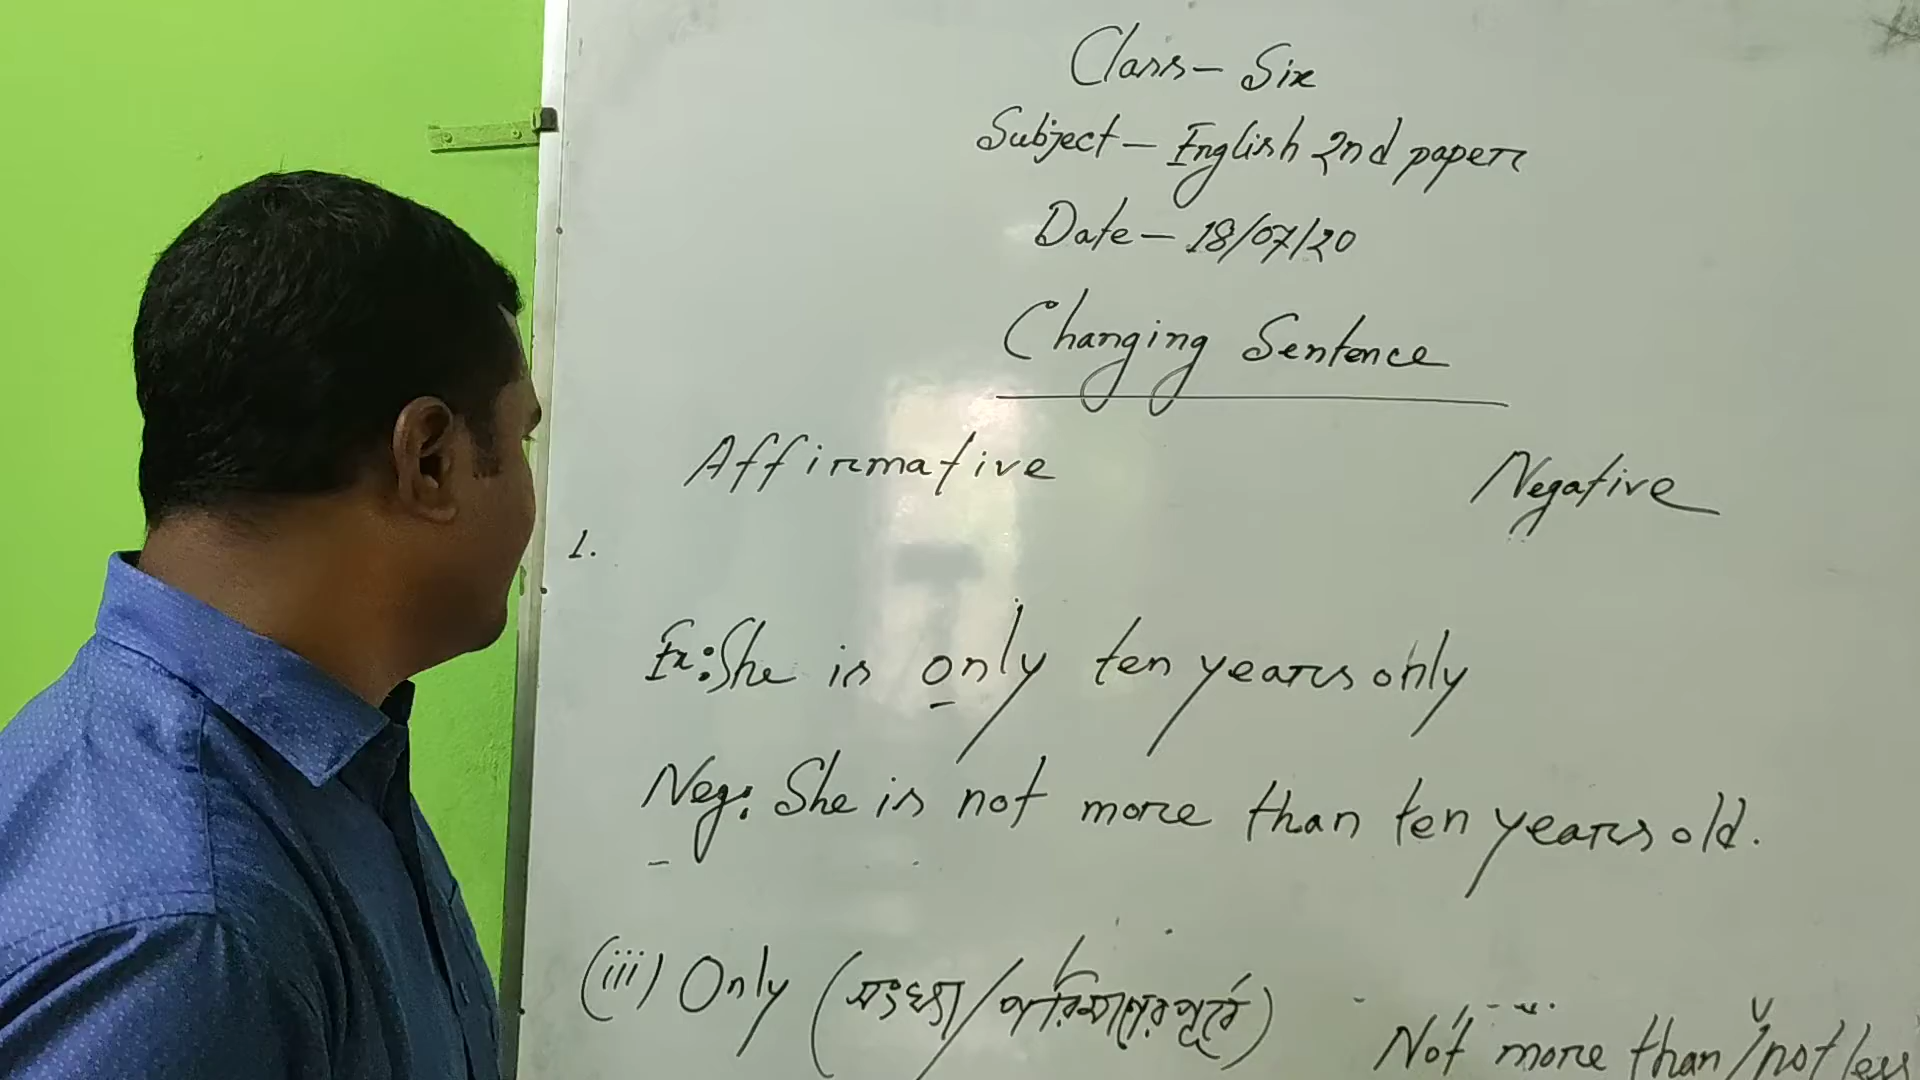 Class- Six
Subject- English 2nd paper
Date- 18/07/20
Changing Sentence
Affirmative Negative
1.
Ex: She is only ten years only
Neg: She is not more than ten years old.
(iii) Only (সংখ্যা/পরিমাণের পূর্বে) Not more than/not less